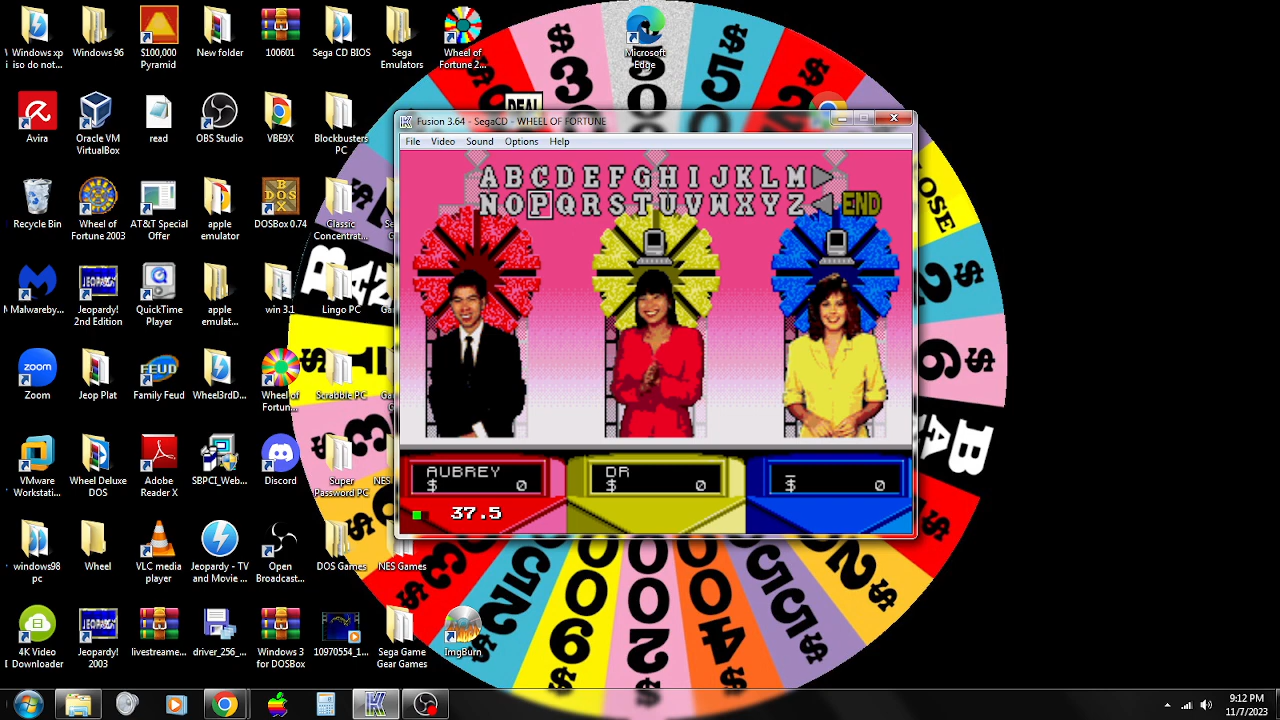 Windows xp
iso do not...
Windows 96
$100,000
Pyramid
New folder
100601
Sega CD BIOS
Sega
Emulators
Wheel of
Fortune 2...
Microsoft
Edge
Avira
Oracle VM
VirtualBox
read
OBS Studio
VBE9X
Blockbusters
PC
Recycle Bin
Wheel of
Fortune 2003
AT&T Special
Offer
apple
emulator
DOSBox 0.74
Classic
Concentrat...
Malwareby...
Jeopardy!
2nd Edition
QuickTime
Player
apple
emulat...
win 3.1
Lingo PC
Zoom
Jeop Plat
Family Feud
Wheel3rdD...
Wheel of
Fortun...
Scrabble PC
VMware
Workstati...
Wheel Deluxe
DOS
Adobe
Reader X
SBPCI_Web...
Discord
Super
Password PC
windows98
pc
Wheel
VLC media
player
Jeopardy - TV
and Movie ...
Open
Broadcast...
DOS Games
NES Games
4K Video
Downloader
Jeopardy!
2003
livestreame...
driver_256_...
Windows 3
for DOSBox
10970554_1...
Sega Game
Gear Games
ImgBurn
Fusion 3.64 - SegaCD - WHEEL OF FORTUNE
File Video Sound Options Help
A B C D E F G H I J K L M
N O P Q R S T U V W X Y Z END
AUBREY
$ 0
DR
$ 0
_
$ 0
37.5
9:12 PM
11/7/2023